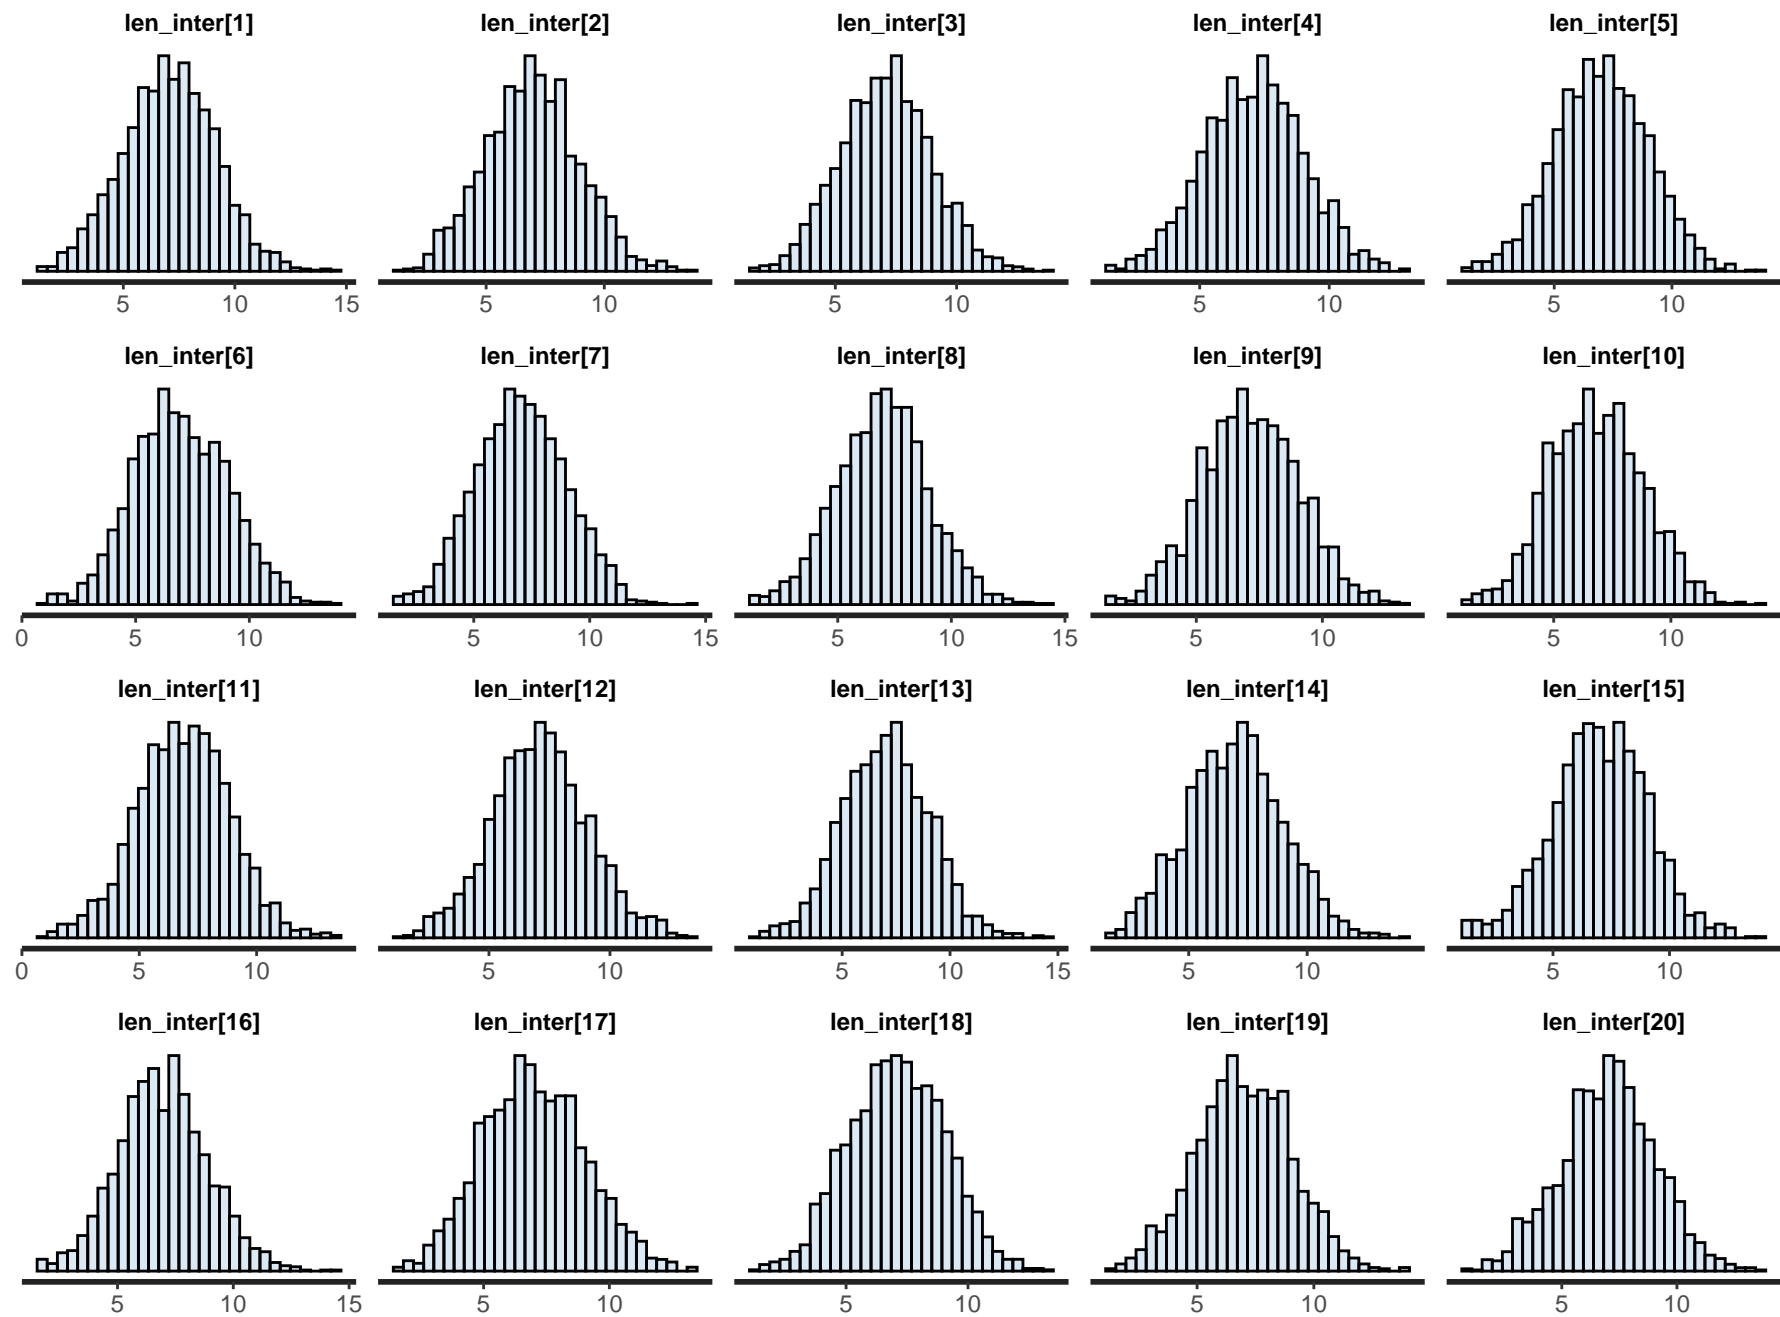 len_inter[1] len_inter[2] len_inter[3] len_inter[4] len_inter[5]
5 10 15 5 10 5 10 5 10 5 10
len_inter[6] len_inter[7] len_inter[8] len_inter[9] len_inter[10]
0 5 10 5 10 15 5 10 15 5 10 5 10
len_inter[11] len_inter[12] len_inter[13] len_inter[14] len_inter[15]
0 5 10 5 10 5 10 15 5 10 5 10
len_inter[16] len_inter[17] len_inter[18] len_inter[19] len_inter[20]
5 10 15 5 10 5 10 5 10 5 10